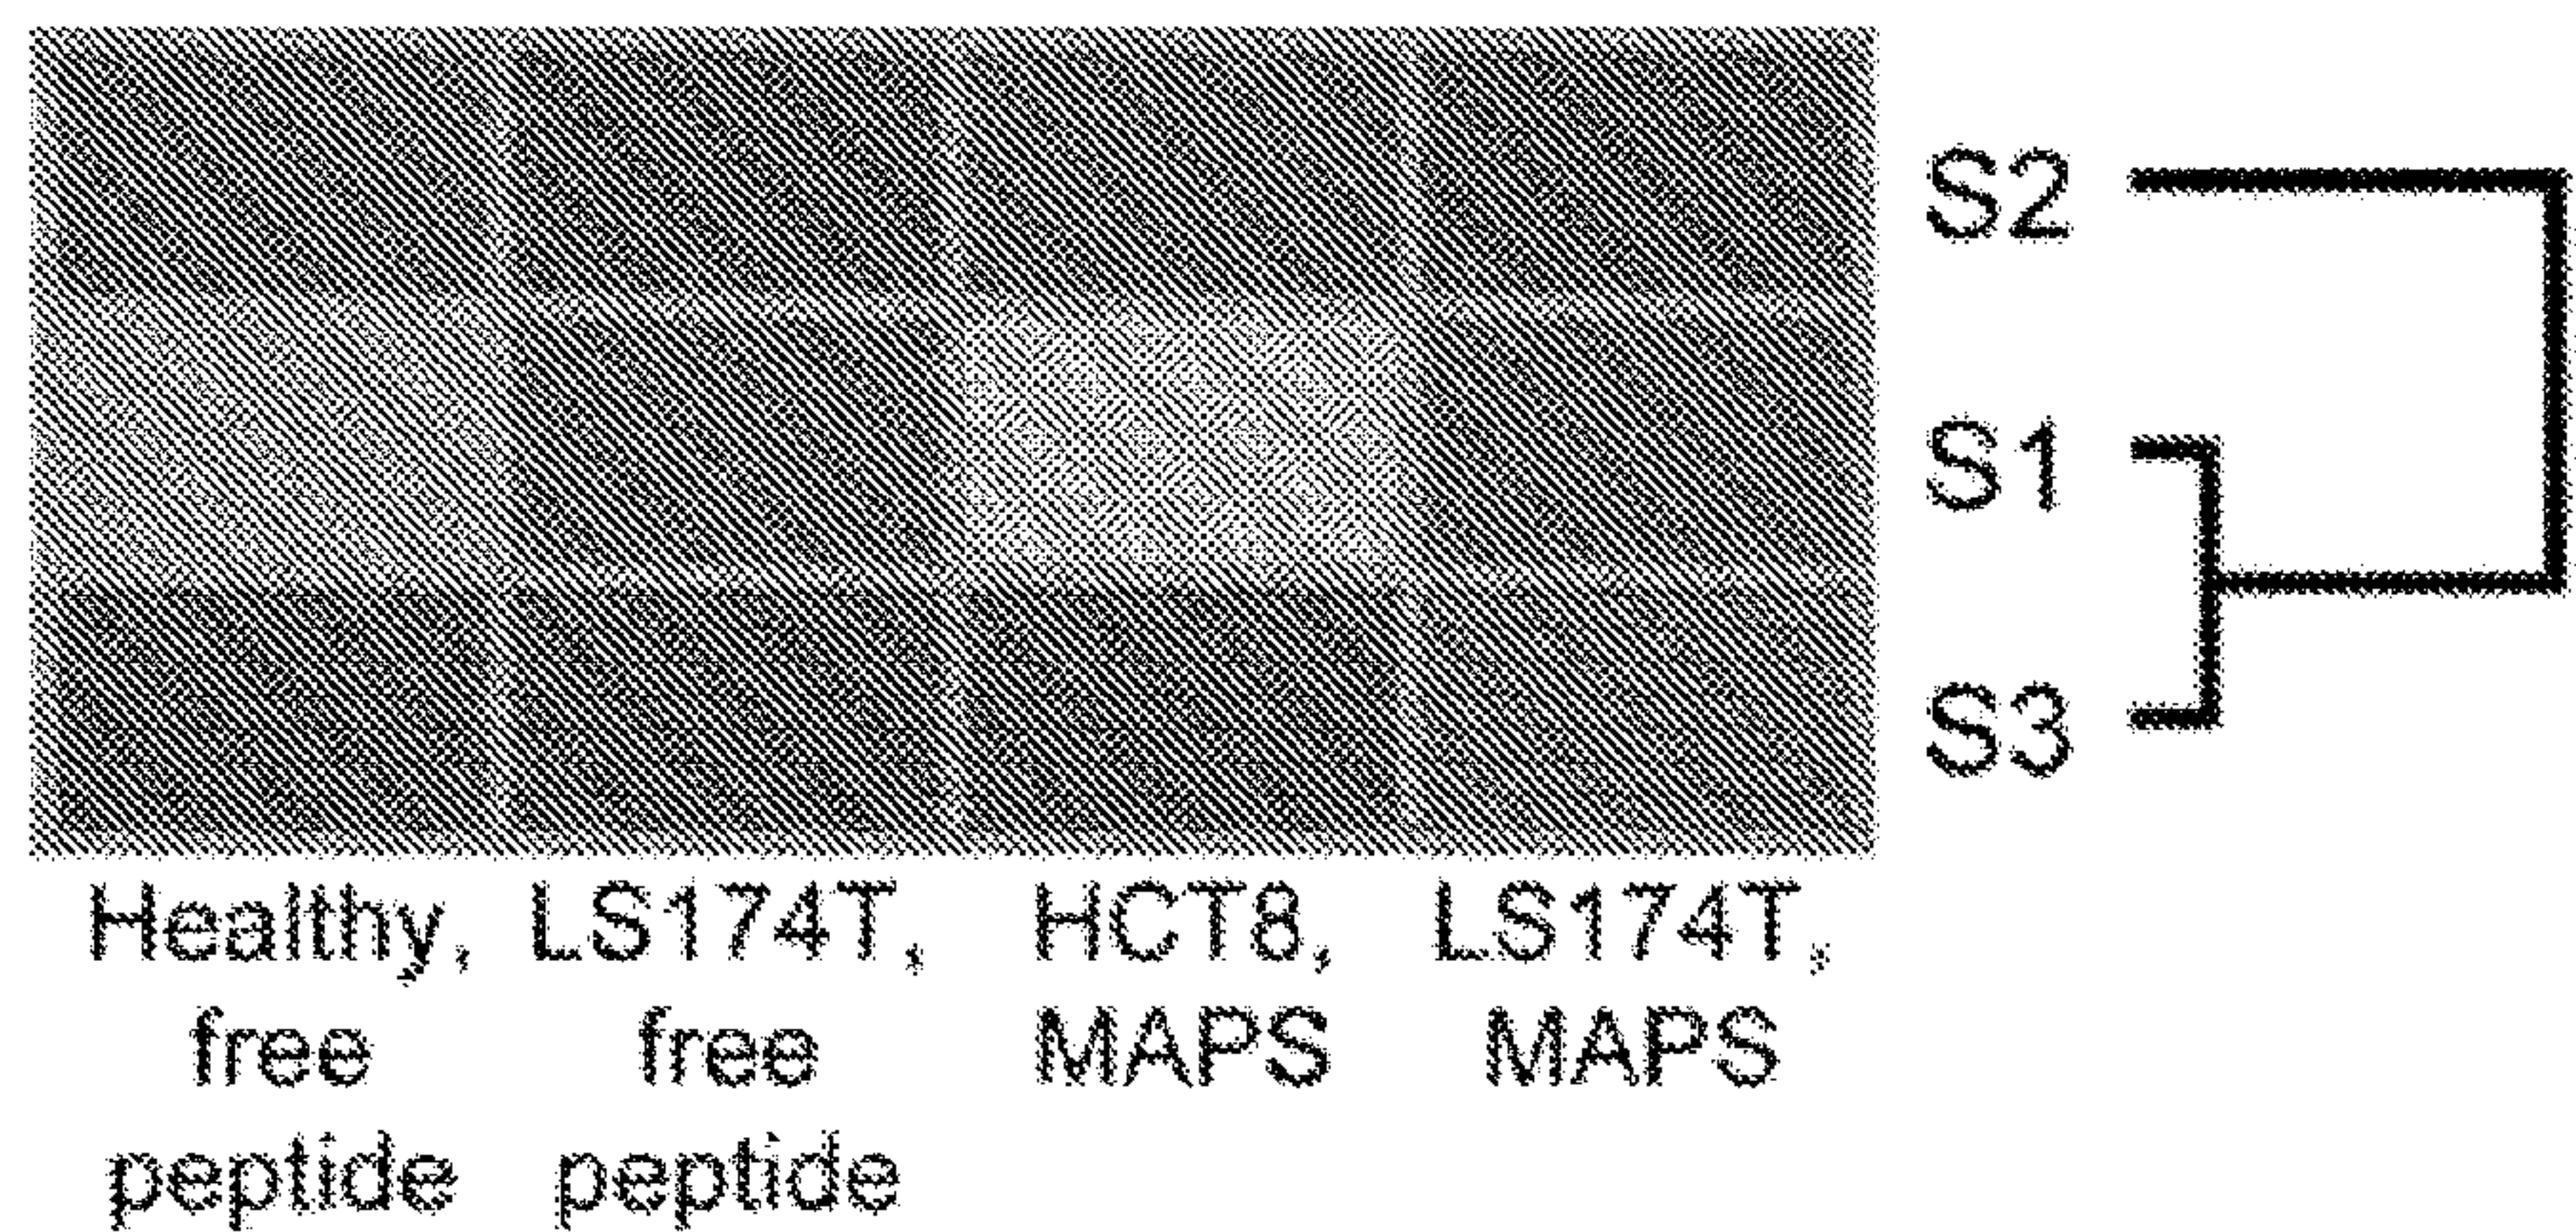 S2
S1
S3
Healthy, LS174T, HCT8, LS174T,
free free MAPS MAPS
peptide peptide